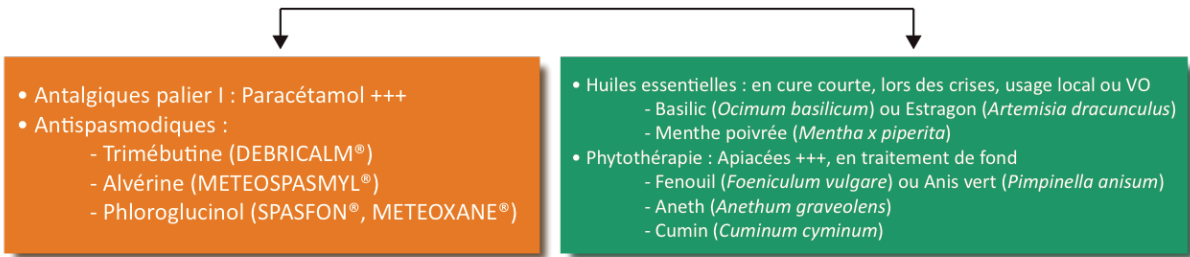 • Antalgiques palier I : Paracétamol +++
• Antispasmodiques :
- Trimébutine (DEBRICALM®)
- Alvérine (METEOSPASMYL®)
- Phloroglucinol (SPASFON®, METEOXANE®)
• Huiles essentielles : en cure courte, lors des crises, usage local ou VO
- Basilic (Ocimum basilicum) ou Estragon (Artemisia dracunculus)
- Menthe poivrée (Mentha x piperita)
• Phytothérapie : Apiacées +++, en traitement de fond
- Fenouil (Foeniculum vulgare) ou Anis vert (Pimpinella anisum)
- Aneth (Anethum graveolens)
- Cumin (Cuminum cyminum)